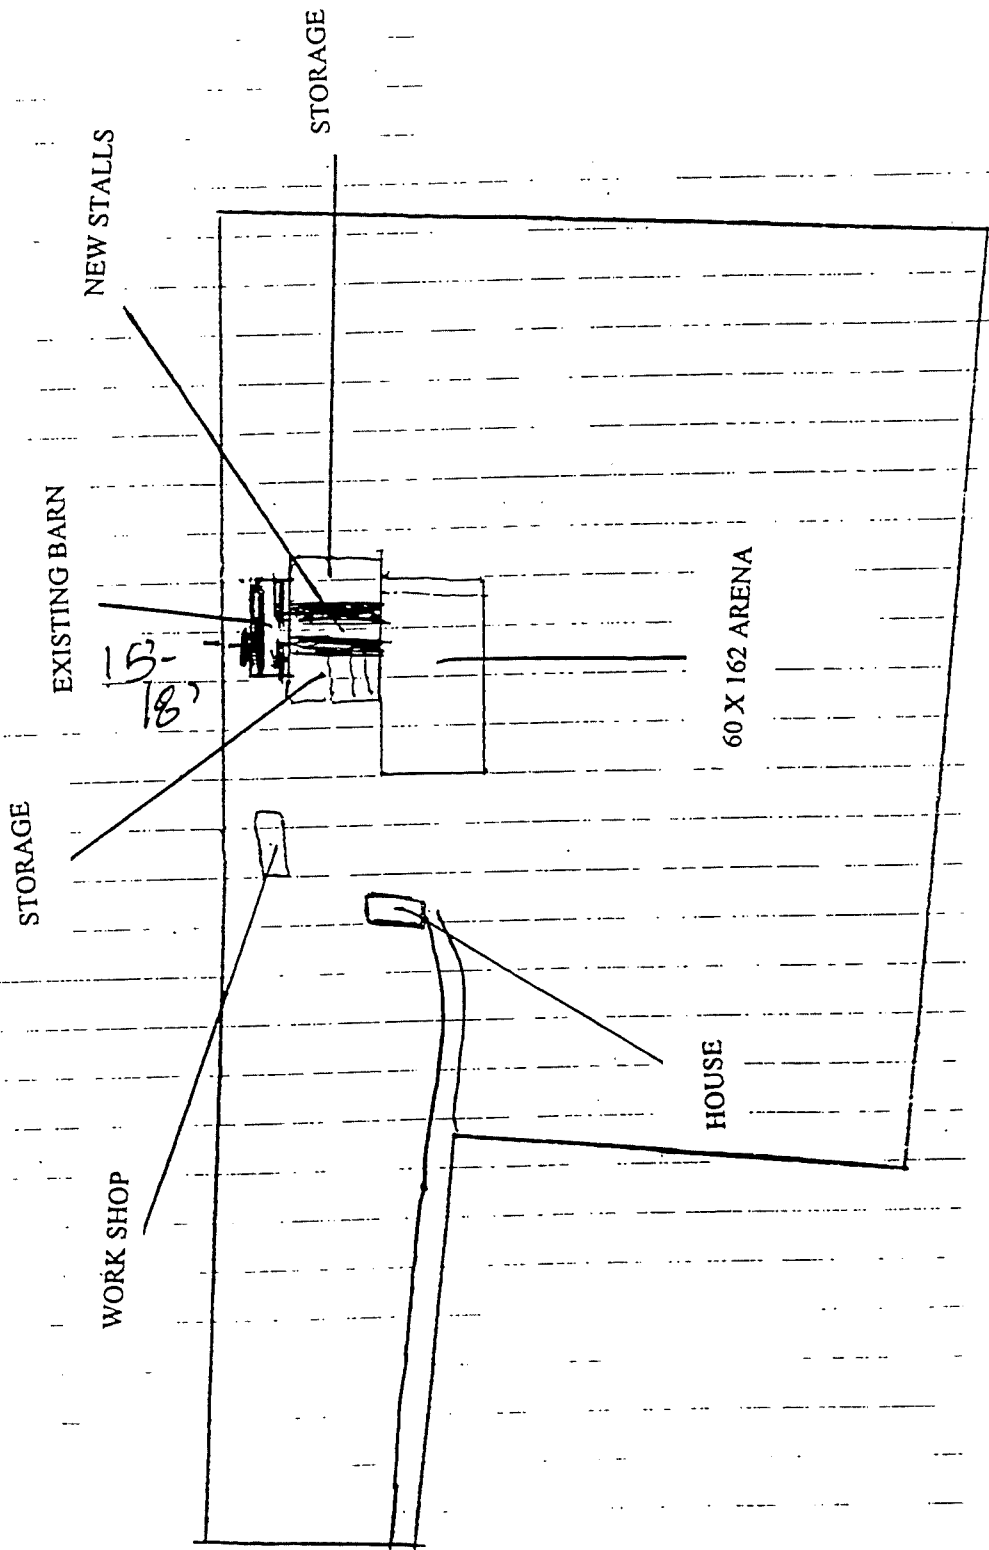 STORAGE
NEW STALLS
EXISTING BARN
15'-
18'
STORAGE
60 X 162 ARENA
HOUSE
WORK SHOP